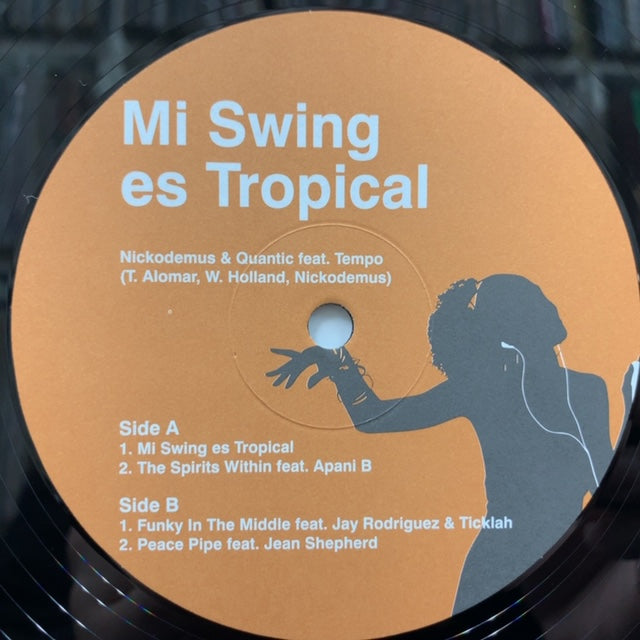 Mi Swing
es Tropical
Nickodemus & Quantic feat. Tempo
(T. Alomar, W. Holland, Nickodemus)
Side A
1. Mi Swing es Tropical
2. The Spirits Within feat. Apani B
Side B
1. Funky In The Middle feat. Jay Rodriguez & Ticklah
2. Peace Pipe feat. Jean Shepherd